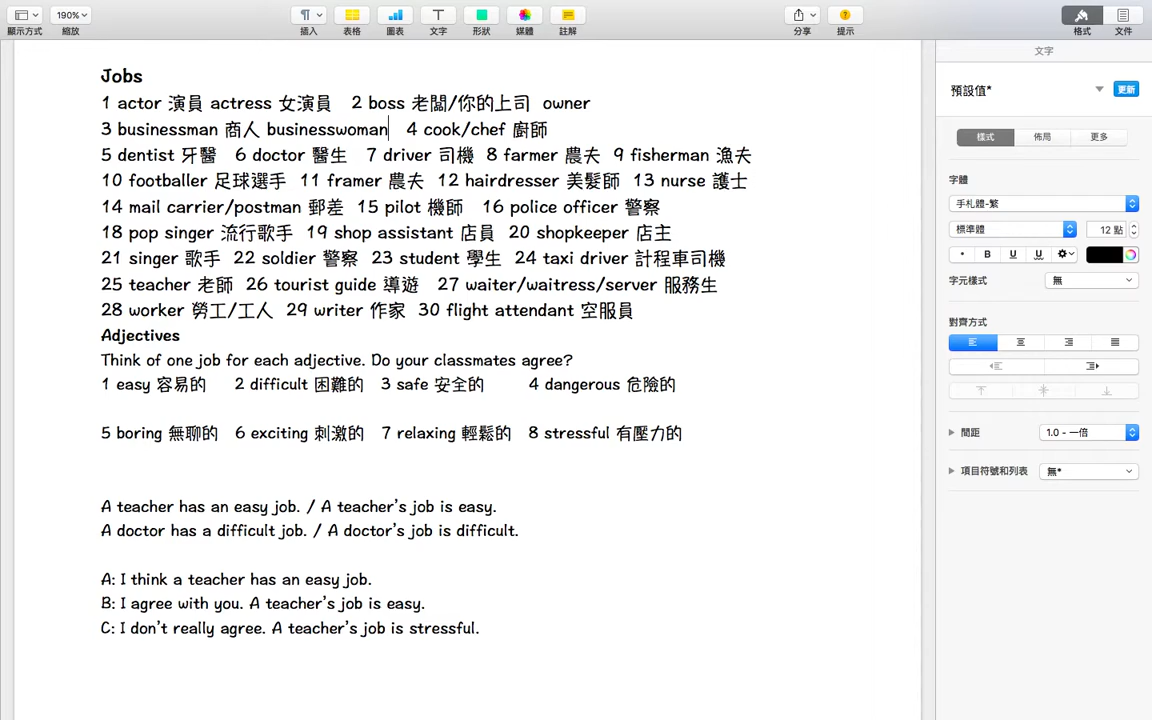 190%
顯示方式
縮放
插入
表格
圖表
文字
形狀
媒體
註解
分享
提示
格式
文件
文字
預設值*
更新
樣式
佈局
更多
字體
手札體-繁
標準體
12 點
B
U
U
字元樣式
無
對齊方式
間距
1.0 - 一倍
項目符號和列表
無*
Jobs
1 actor 演員 actress 女演員 2 boss 老闆/你的上司 owner
3 businessman 商人 businesswoman 4 cook/chef 廚師
5 dentist 牙醫 6 doctor 醫生 7 driver 司機 8 farmer 農夫 9 fisherman 漁夫
10 footballer 足球選手 11 framer 農夫 12 hairdresser 美髮師 13 nurse 護士
14 mail carrier/postman 郵差 15 pilot 機師 16 police officer 警察
18 pop singer 流行歌手 19 shop assistant 店員 20 shopkeeper 店主
21 singer 歌手 22 soldier 警察 23 student 學生 24 taxi driver 計程車司機
25 teacher 老師 26 tourist guide 導遊 27 waiter/waitress/server 服務生
28 worker 勞工/工人 29 writer 作家 30 flight attendant 空服員
Adjectives
Think of one job for each adjective. Do your classmates agree?
1 easy 容易的 2 difficult 困難的 3 safe 安全的 4 dangerous 危險的
5 boring 無聊的 6 exciting 刺激的 7 relaxing 輕鬆的 8 stressful 有壓力的
A teacher has an easy job. / A teacher's job is easy.
A doctor has a difficult job. / A doctor's job is difficult.
A: I think a teacher has an easy job.
B: I agree with you. A teacher's job is easy.
C: I don't really agree. A teacher's job is stressful.